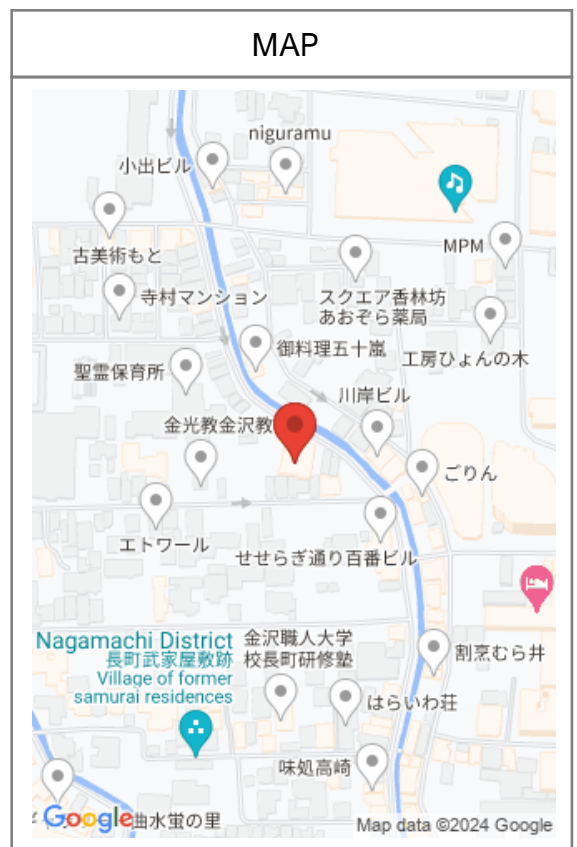 MAP
niguramu
小出ビル
古美術もと
MPM
寺村マンション
スクエア香林坊
あおぞら薬局
御料理五十嵐
工房ひょんの木
聖霊保育所
川岸ビル
金光教金沢教
ごりん
エトワール
せせらぎ通り百番ビル
Nagamachi District
長町武家屋敷跡
Village of former
samurai residences
金沢職人大学
校長町研修塾
割烹むら井
はらいわ荘
味処高崎
Google
曲水蛍の里
Map data ©2024 Google